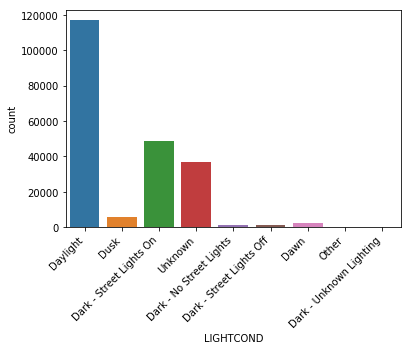 120000
100000
80000
60000
40000
20000
0
count
Daylight
Dusk
Dark - Street Lights On
Unknown
Dark - No Street Lights
Dark - Street Lights Off
Dawn
Other
Dark - Unknown Lighting
LIGHTCOND